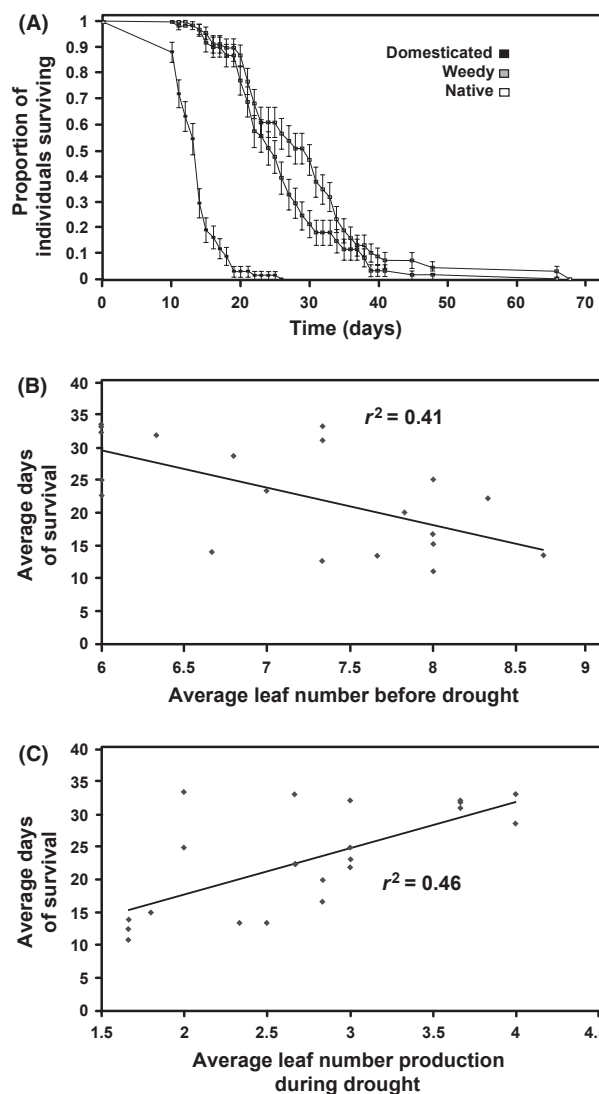 (A)
1
0.9
0.8
0.7
0.6
0.5
0.4
0.3
0.2
0.1
0
Proportion of
individuals surviving
Domesticated
Weedy
Native
0 10 20 30 40 50 60 70
Time (days)
(B)
40
35
30
25
20
15
10
5
0
Average days
of survival
r² = 0.41
6 6.5 7 7.5 8 8.5 9
Average leaf number before drought
(C)
40
35
30
25
20
15
10
5
0
Average days
of survival
r² = 0.46
1.5 2 2.5 3 3.5 4
Average leaf number production
during drought